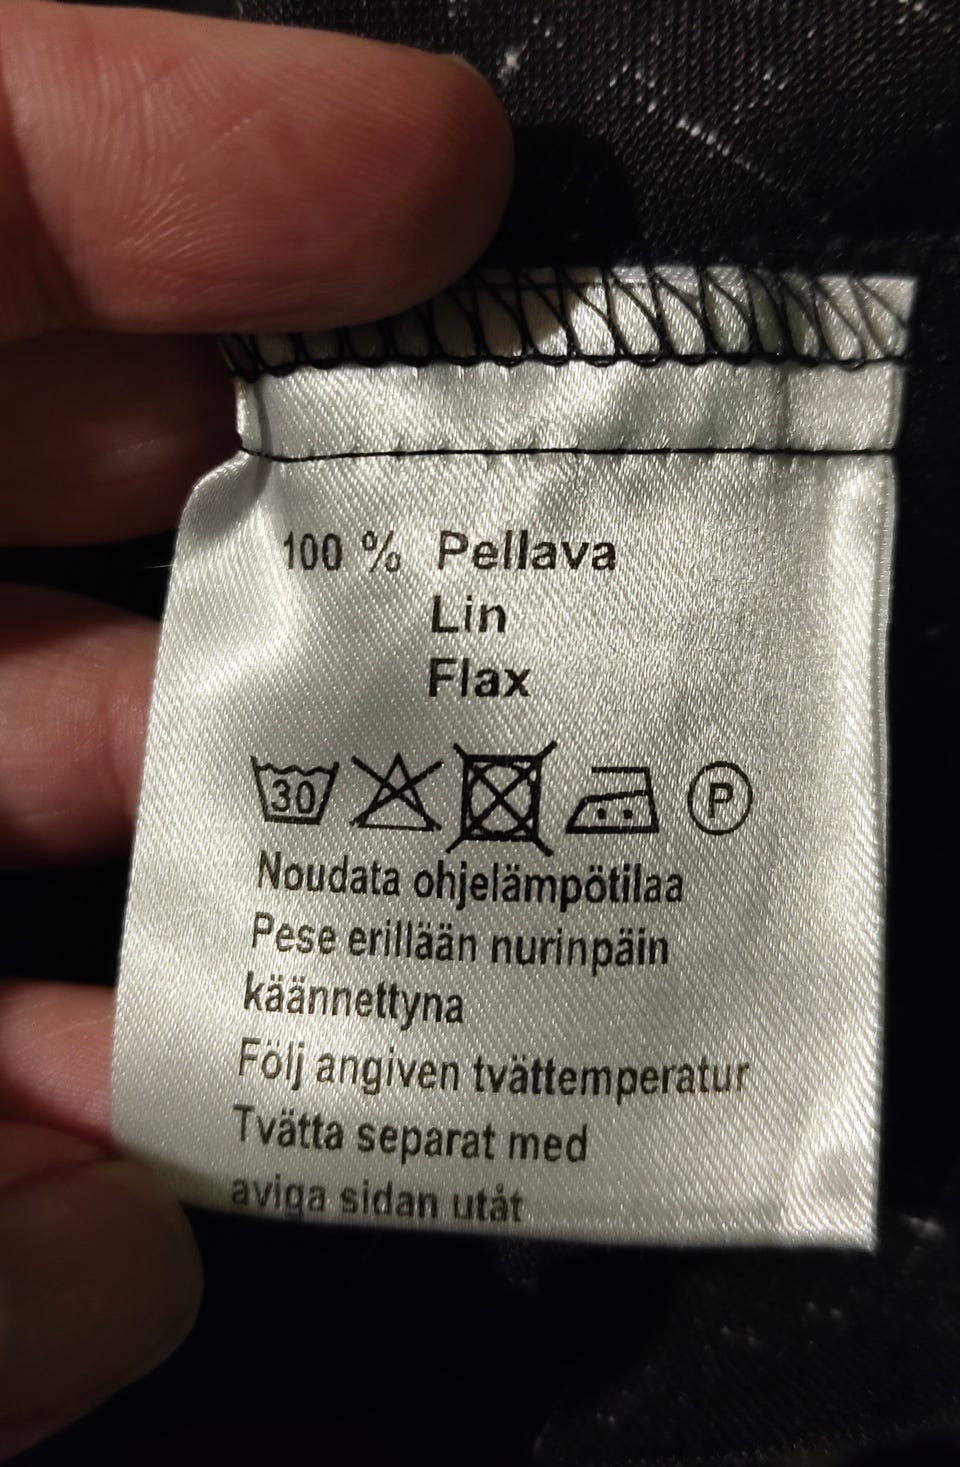 100 % Pellava
Lin
Flax
30 P
Noudata ohjelämpötilaa
Pese erillään nurinpäin
käännettyna
Följ angiven tvättemperatur
Tvätta separat med
aviga sidan utåt